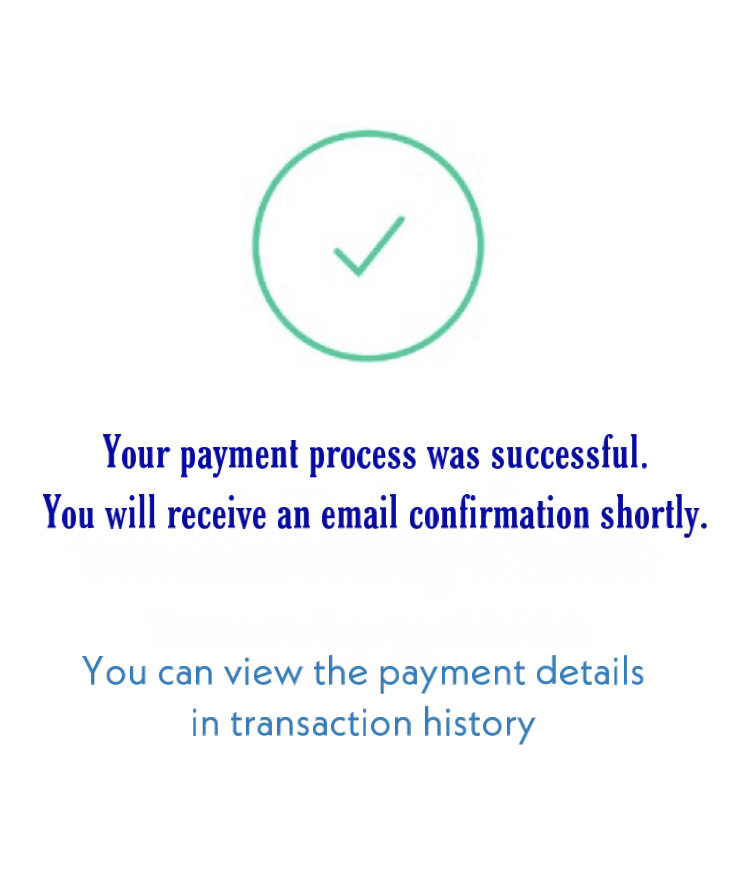 Your payment process was successful.
You will receive an email confirmation shortly.
You can view the payment details
in transaction history